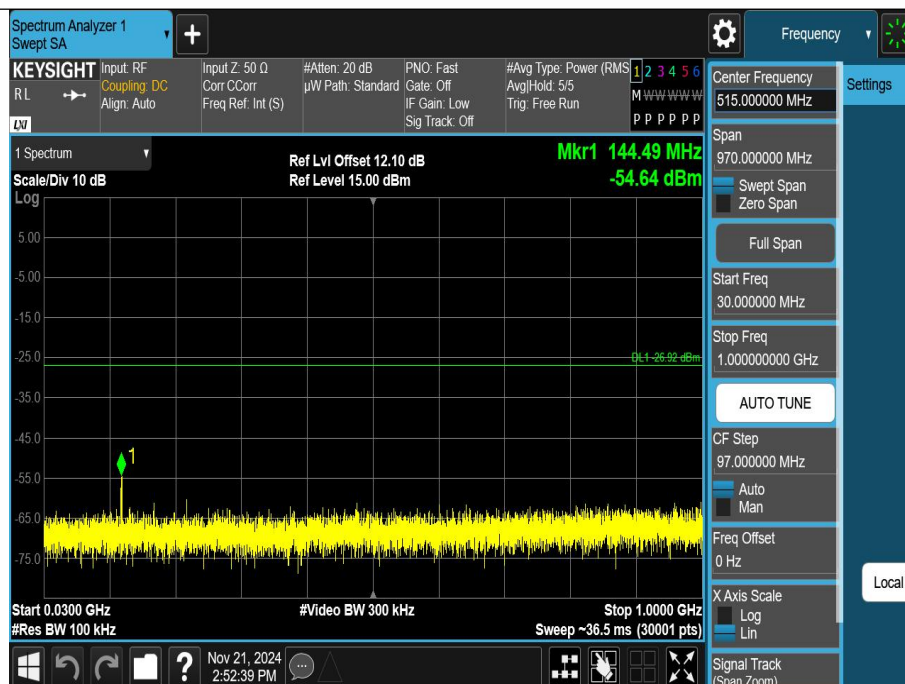 Spectrum Analyzer 1
Swept SA
Frequency
KEYSIGHT
RL
LXI
Input: RF
Coupling: DC
Align: Auto
Input Z: 50 Ω
Corr CCorr
Freq Ref: Int (S)
#Atten: 20 dB
µW Path: Standard
PNO: Fast
Gate: Off
IF Gain: Low
Sig Track: Off
#Avg Type: Power (RMS
Avg|Hold: 5/5
Trig: Free Run
1 2 3 4 5 6
M W W W W W
P P P P P P
1 Spectrum
Scale/Div 10 dB
Log
Ref Lvl Offset 12.10 dB
Ref Level 15.00 dBm
Mkr1 144.49 MHz
-54.64 dBm
5.00
-5.00
-15.0
-25.0
DL1 -26.92 dBm
-35.0
-45.0
1
-55.0
-65.0
-75.0
Start 0.0300 GHz
#Res BW 100 kHz
#Video BW 300 kHz
Stop 1.0000 GHz
Sweep ~36.5 ms (30001 pts)
Nov 21, 2024
2:52:39 PM
Center Frequency
515.000000 MHz
Span
970.000000 MHz
Swept Span
Zero Span
Full Span
Start Freq
30.000000 MHz
Stop Freq
1.000000000 GHz
AUTO TUNE
CF Step
97.000000 MHz
Auto
Man
Freq Offset
0 Hz
X Axis Scale
Log
Lin
Signal Track
(Span Zoom)
Settings
Local